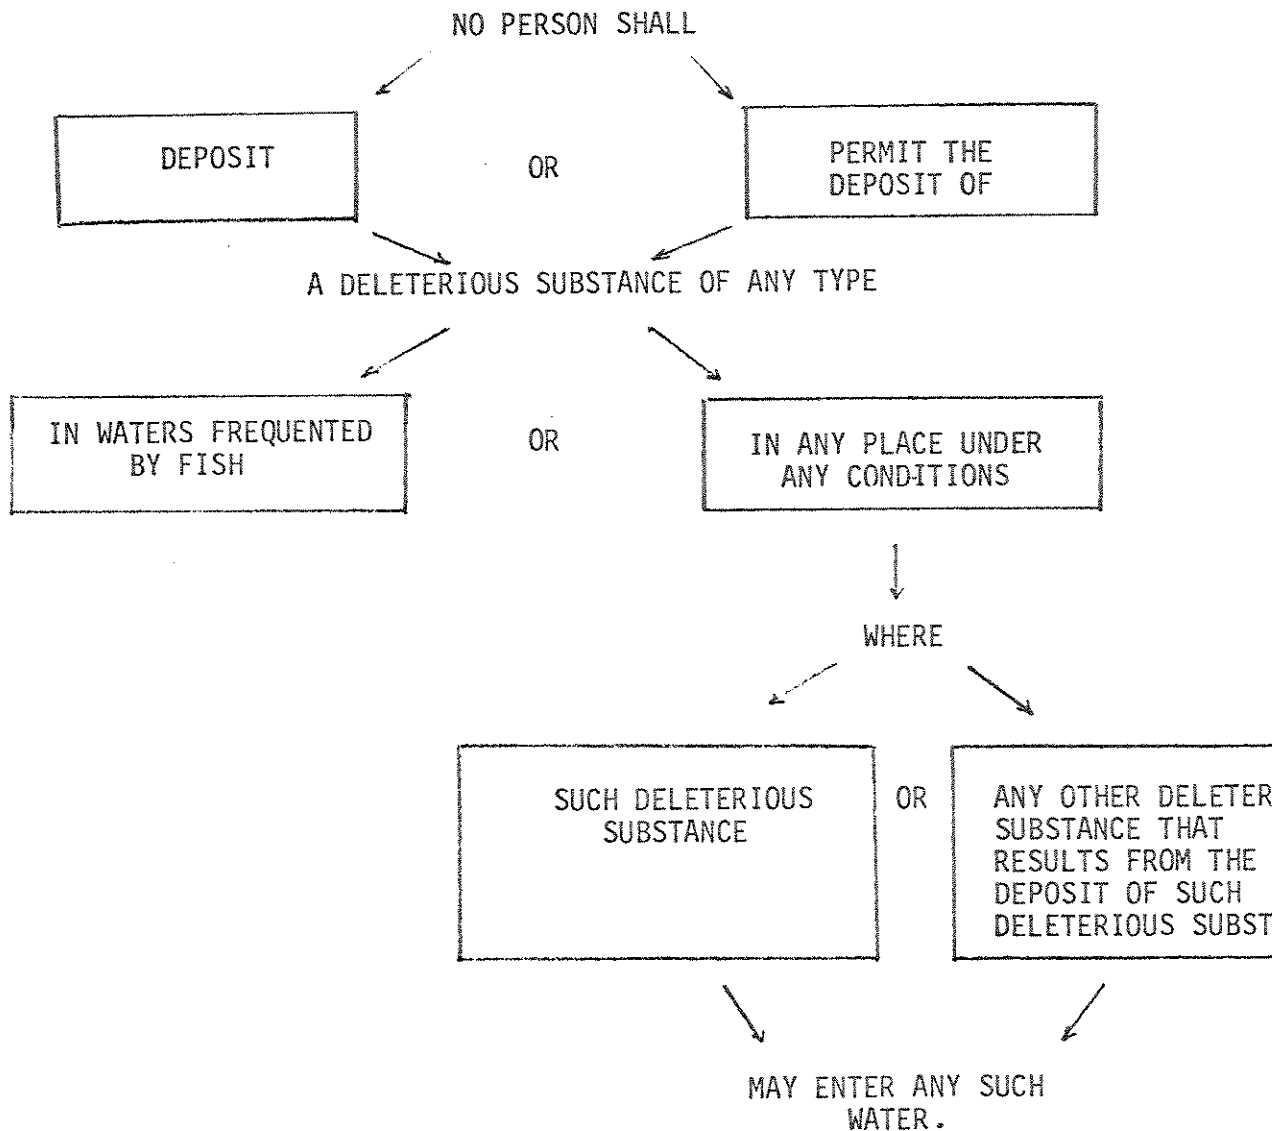 NO PERSON SHALL
DEPOSIT
OR
PERMIT THE
DEPOSIT OF
A DELETERIOUS SUBSTANCE OF ANY TYPE
IN WATERS FREQUENTED
BY FISH
OR
IN ANY PLACE UNDER
ANY CONDITIONS
WHERE
SUCH DELETERIOUS
SUBSTANCE
OR
ANY OTHER DELETER
SUBSTANCE THAT
RESULTS FROM THE
DEPOSIT OF SUCH
DELETERIOUS SUBST
MAY ENTER ANY SUCH
WATER.